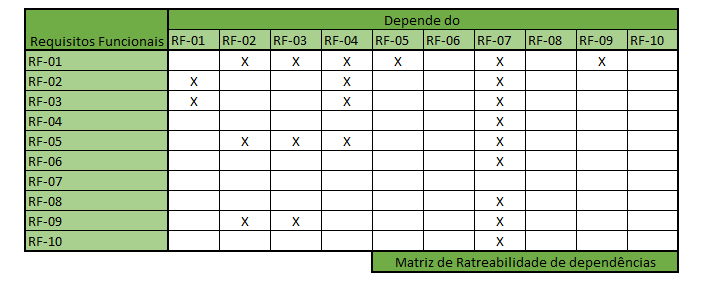 Depende do
Requisitos Funcionais RF-01 RF-02 RF-03 RF-04 RF-05 RF-06 RF-07 RF-08 RF-09 RF-10
RF-01 X X X X X X
RF-02 X X X
RF-03 X X X
RF-04 X
RF-05 X X X X
RF-06 X
RF-07
RF-08 X
RF-09 X X X
RF-10 X
Matriz de Ratreabilidade de dependências